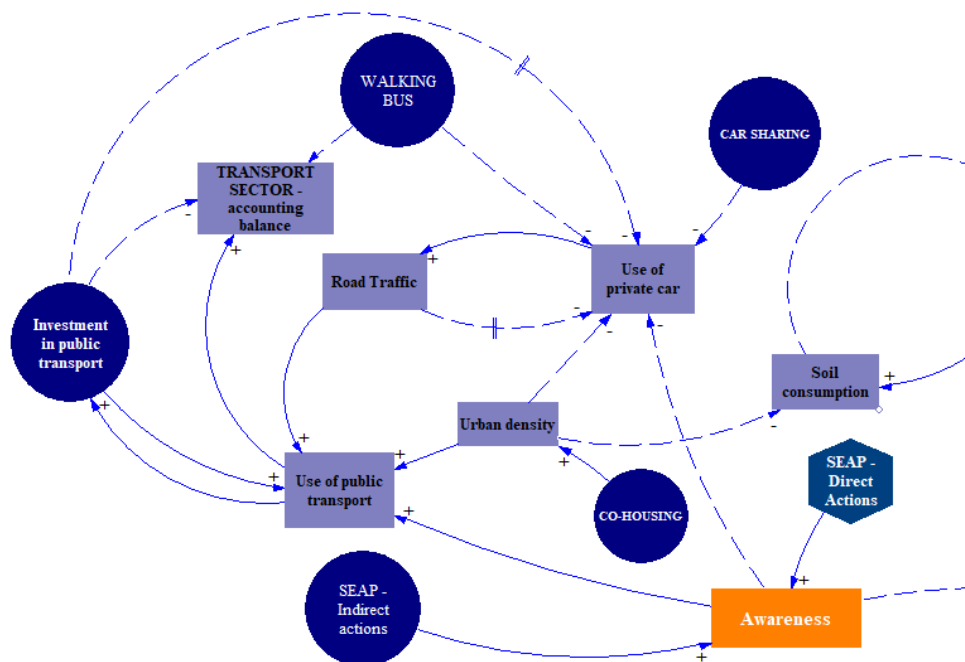 WALKING
BUS
CAR SHARING
TRANSPORT
SECTOR -
accounting
balance
-
+
Road Traffic
+
-
Use of
private car
-
-
-
-
-
-
Investment
in public
transport
+
Soil
consumption
+
-
Urban density
+
+
+
Use of public
transport
+
+
+
CO-HOUSING
SEAP -
Direct
Actions
+
SEAP -
Indirect
actions
+
Awareness